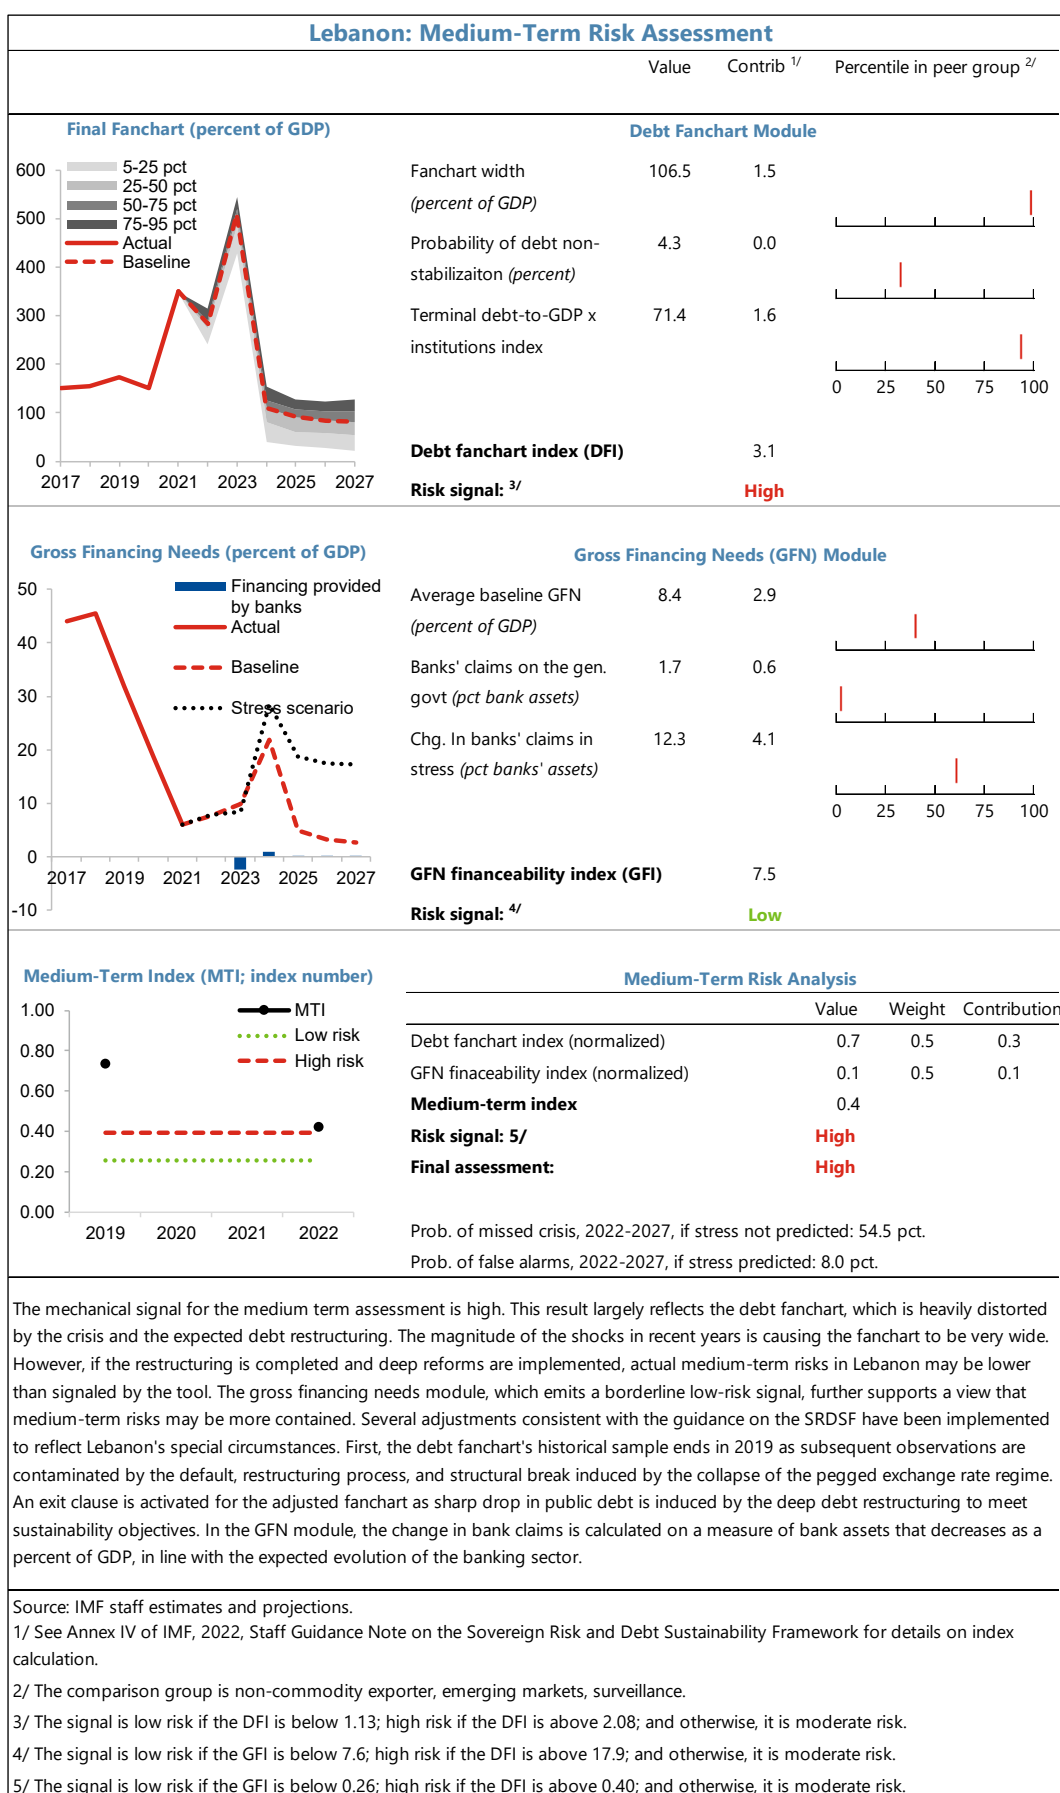 Lebanon: Medium-Term Risk Assessment
Value Contrib 1/ Percentile in peer group 2/
Final Fanchart (percent of GDP)
600
500
400
300
200
100
0
5-25 pct
25-50 pct
50-75 pct
75-95 pct
Actual
Baseline
2017 2019 2021 2023 2025 2027
Debt Fanchart Module
Fanchart width 106.5 1.5
(percent of GDP)
Probability of debt non- 4.3 0.0
stabilizaiton (percent)
Terminal debt-to-GDP x 71.4 1.6
institutions index
0 25 50 75 100
Debt fanchart index (DFI) 3.1
Risk signal: 3/ High
Gross Financing Needs (percent of GDP)
50
40
30
20
10
0
-10
Financing provided
by banks
Actual
Baseline
Stress scenario
2017 2019 2021 2023 2025 2027
Gross Financing Needs (GFN) Module
Average baseline GFN 8.4 2.9
(percent of GDP)
Banks' claims on the gen. 1.7 0.6
govt (pct bank assets)
Chg. In banks' claims in 12.3 4.1
stress (pct banks' assets)
0 25 50 75 100
GFN financeability index (GFI) 7.5
Risk signal: 4/ Low
Medium-Term Index (MTI; index number)
1.00
0.80
0.60
0.40
0.20
0.00
MTI
Low risk
High risk
2019 2020 2021 2022
Medium-Term Risk Analysis
Value Weight Contribution
Debt fanchart index (normalized) 0.7 0.5 0.3
GFN finaceability index (normalized) 0.1 0.5 0.1
Medium-term index 0.4
Risk signal: 5/ High
Final assessment: High
Prob. of missed crisis, 2022-2027, if stress not predicted: 54.5 pct.
Prob. of false alarms, 2022-2027, if stress predicted: 8.0 pct.
The mechanical signal for the medium term assessment is high. This result largely reflects the debt fanchart, which is heavily distorted
by the crisis and the expected debt restructuring. The magnitude of the shocks in recent years is causing the fanchart to be very wide.
However, if the restructuring is completed and deep reforms are implemented, actual medium-term risks in Lebanon may be lower
than signaled by the tool. The gross financing needs module, which emits a borderline low-risk signal, further supports a view that
medium-term risks may be more contained. Several adjustments consistent with the guidance on the SRDSF have been implemented
to reflect Lebanon's special circumstances. First, the debt fanchart's historical sample ends in 2019 as subsequent observations are
contaminated by the default, restructuring process, and structural break induced by the collapse of the pegged exchange rate regime.
An exit clause is activated for the adjusted fanchart as sharp drop in public debt is induced by the deep debt restructuring to meet
sustainability objectives. In the GFN module, the change in bank claims is calculated on a measure of bank assets that decreases as a
percent of GDP, in line with the expected evolution of the banking sector.
Source: IMF staff estimates and projections.
1/ See Annex IV of IMF, 2022, Staff Guidance Note on the Sovereign Risk and Debt Sustainability Framework for details on index
calculation.
2/ The comparison group is non-commodity exporter, emerging markets, surveillance.
3/ The signal is low risk if the DFI is below 1.13; high risk if the DFI is above 2.08; and otherwise, it is moderate risk.
4/ The signal is low risk if the GFI is below 7.6; high risk if the DFI is above 17.9; and otherwise, it is moderate risk.
5/ The signal is low risk if the GFI is below 0.26; high risk if the DFI is above 0.40; and otherwise, it is moderate risk.